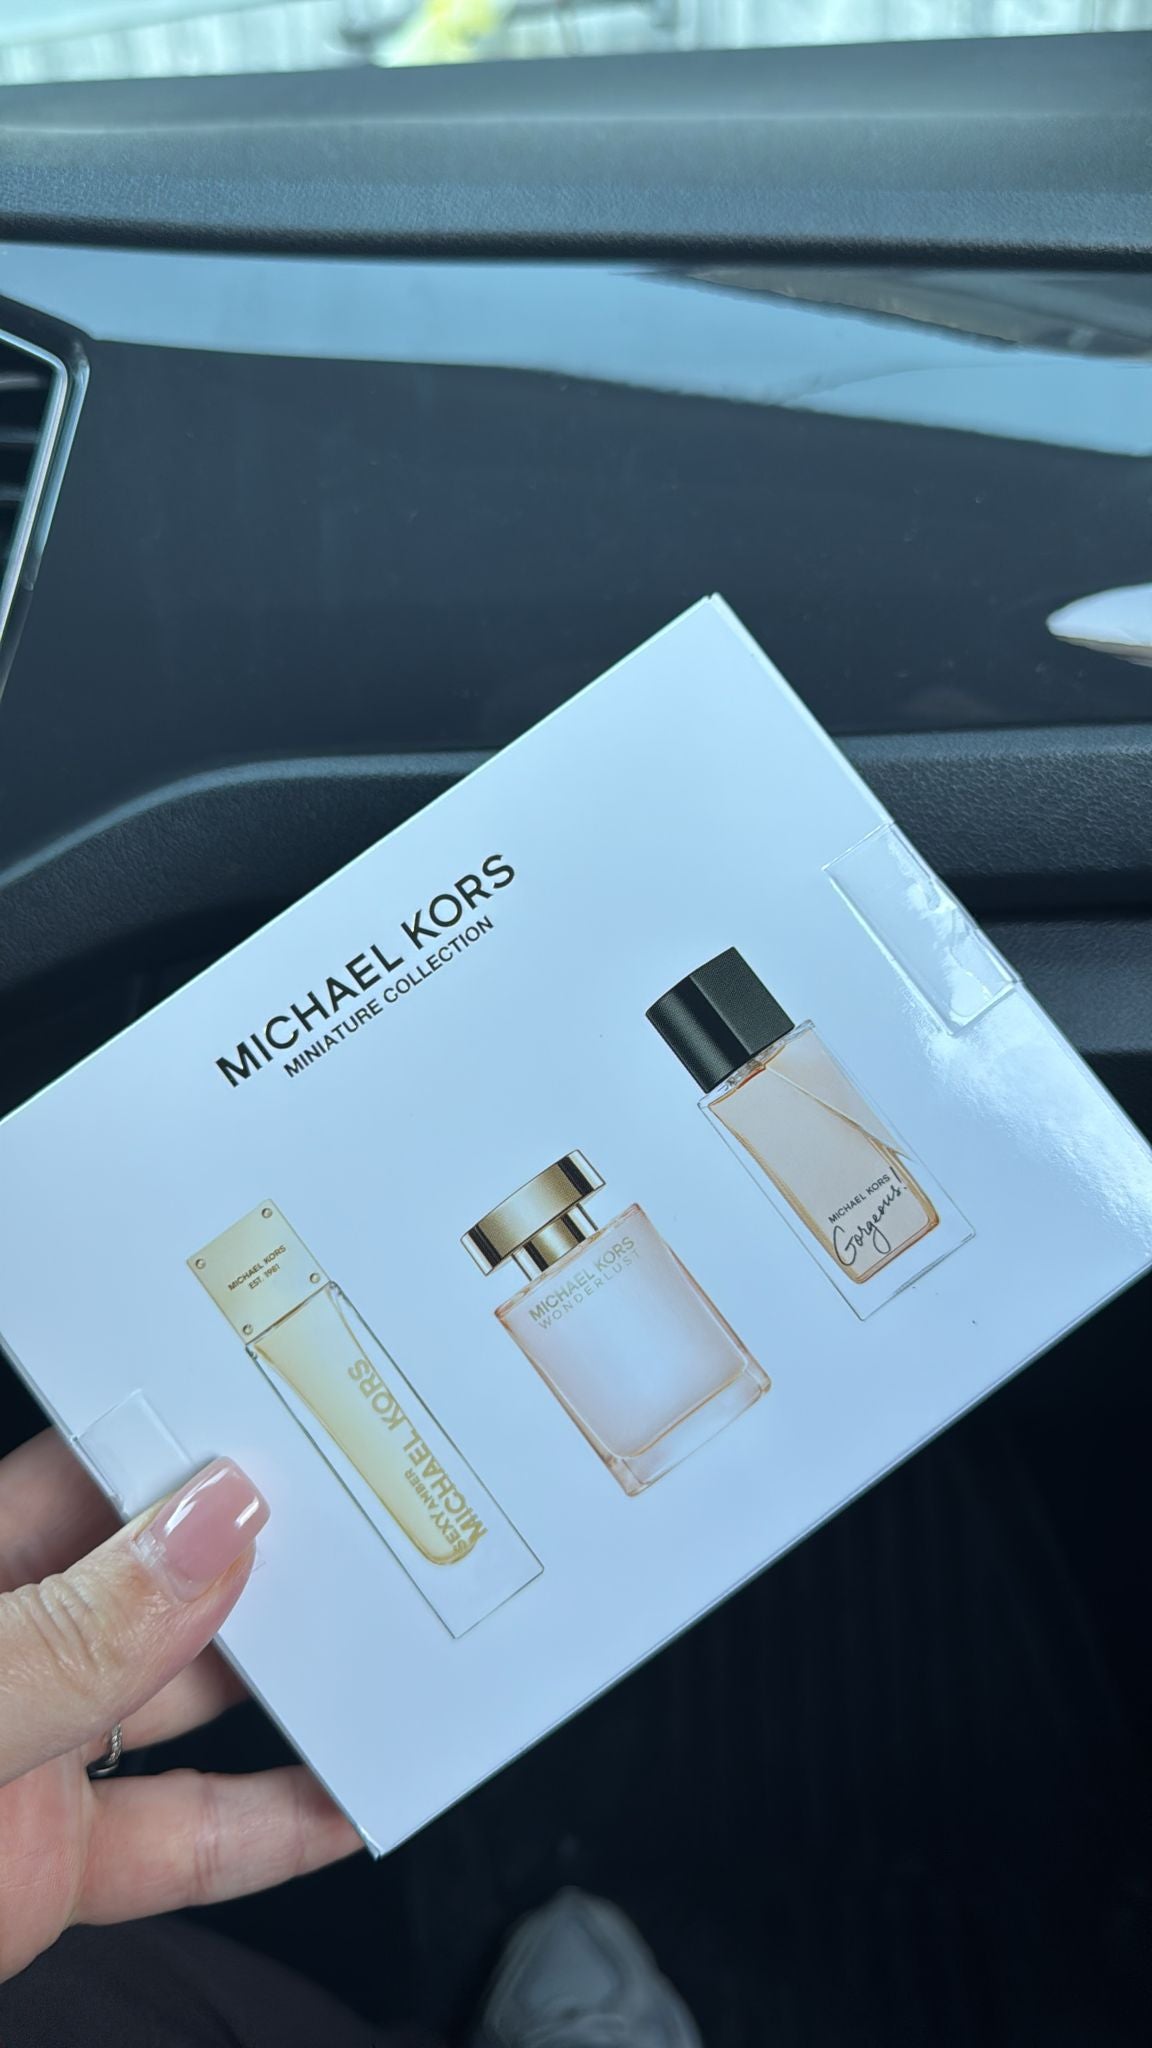 MICHAEL KORS
MINIATURE COLLECTION
MICHAEL KORS
EST. 1981
SEXY AMBER
MICHAEL KORS
MICHAEL KORS
WONDERLUST
MICHAEL KORS
Gorgeous!